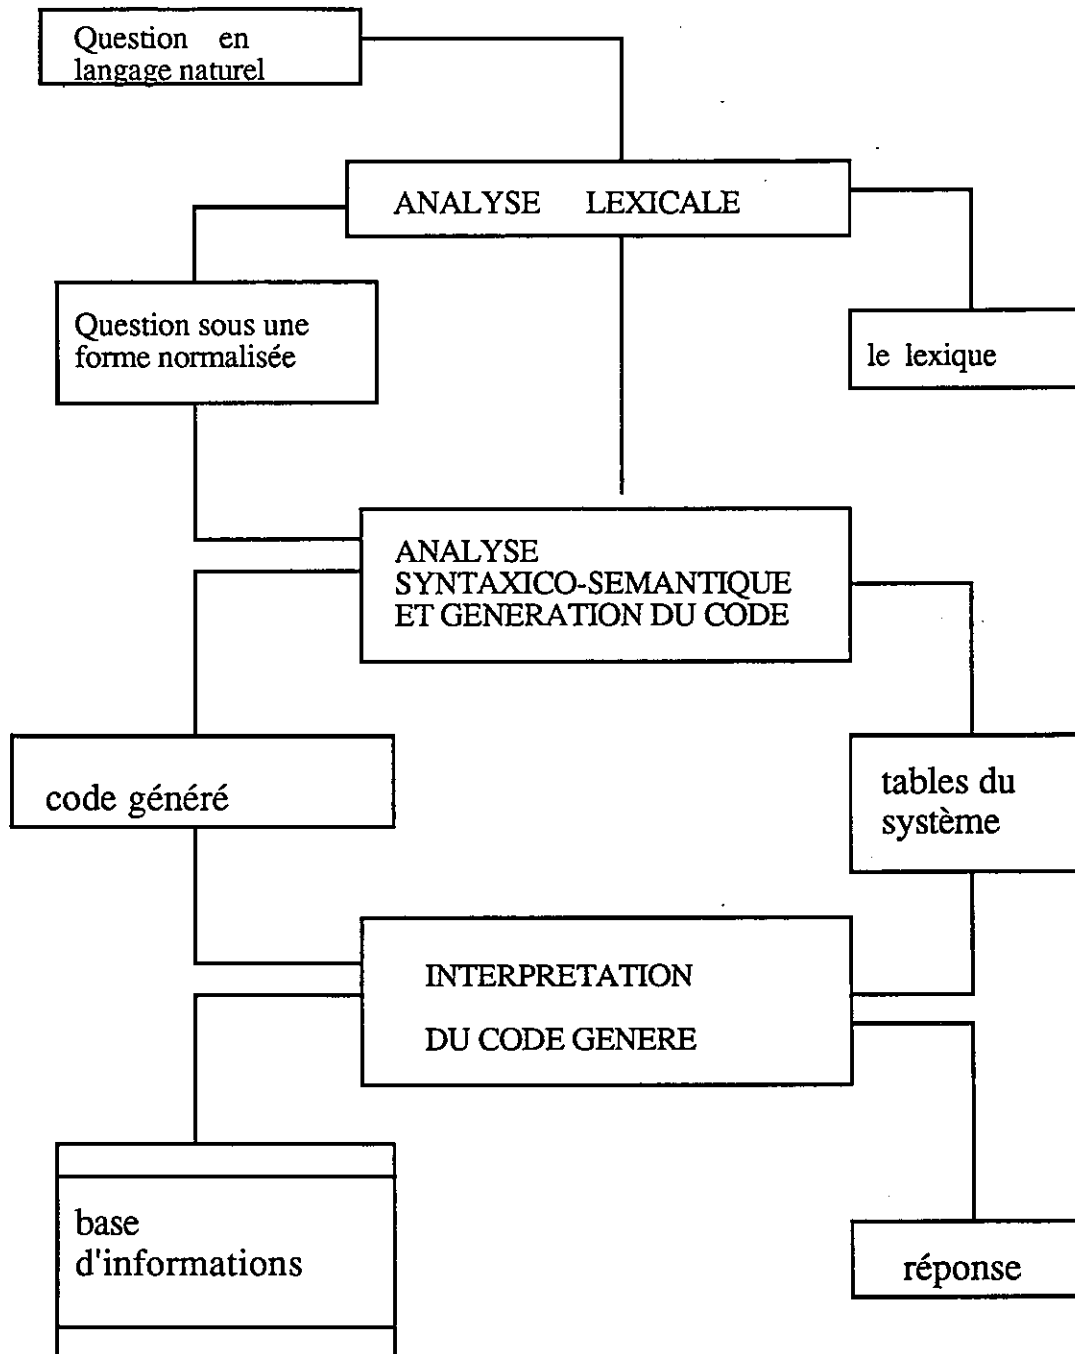 Question en
langage naturel
ANALYSE LEXICALE
Question sous une
forme normalisée
le lexique
ANALYSE
SYNTAXICO-SEMANTIQUE
ET GENERATION DU CODE
code généré
tables du
système
INTERPRETATION
DU CODE GENERE
base
d'informations
réponse